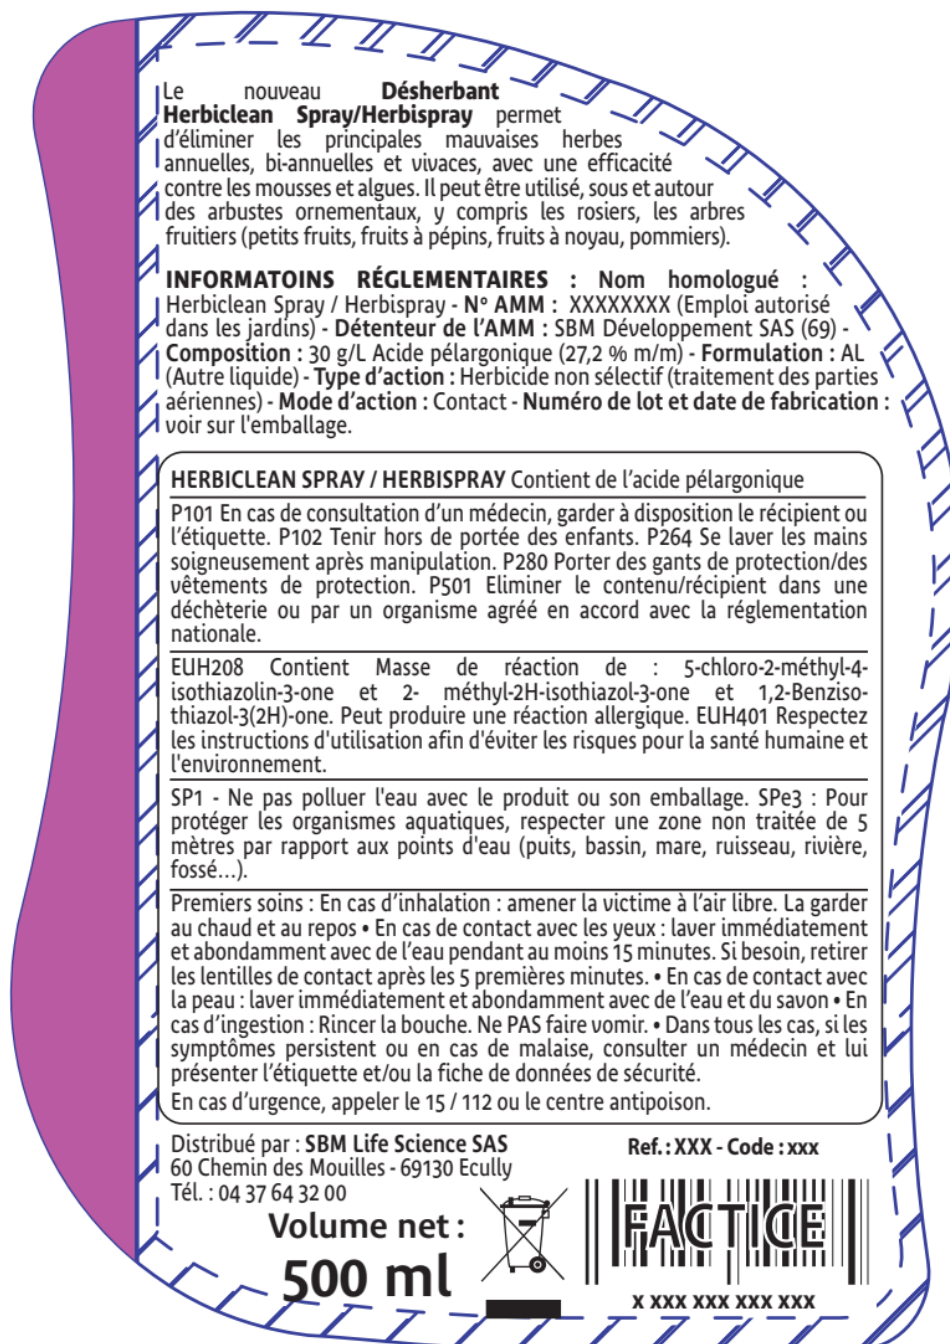 Le nouveau Désherbant
Herbiclean Spray/Herbispray permet
d’éliminer les principales mauvaises herbes
annuelles, bi-annuelles et vivaces, avec une efficacité
contre les mousses et algues. Il peut être utilisé, sous et autour
des arbustes ornementaux, y compris les rosiers, les arbres
fruitiers (petits fruits, fruits à pépins, fruits à noyau, pommiers).
INFORMATOINS RÉGLEMENTAIRES : Nom homologué :
Herbiclean Spray / Herbispray - Nº AMM : XXXXXXXX (Emploi autorisé
dans les jardins) - Détenteur de l’AMM : SBM Développement SAS (69) -
Composition : 30 g/L Acide pélargonique (27,2 % m/m) - Formulation : AL
(Autre liquide) - Type d’action : Herbicide non sélectif (traitement des parties
aériennes) - Mode d’action : Contact - Numéro de lot et date de fabrication :
voir sur l'emballage.
HERBICLEAN SPRAY / HERBISPRAY Contient de l’acide pélargonique
P101 En cas de consultation d’un médecin, garder à disposition le récipient ou
l’étiquette. P102 Tenir hors de portée des enfants. P264 Se laver les mains
soigneusement après manipulation. P280 Porter des gants de protection/des
vêtements de protection. P501 Eliminer le contenu/récipient dans une
déchèterie ou par un organisme agréé en accord avec la réglementation
nationale.
EUH208 Contient Masse de réaction de : 5-chloro-2-méthyl-4-
isothiazolin-3-one et 2- méthyl-2H-isothiazol-3-one et 1,2-Benziso-
thiazol-3(2H)-one. Peut produire une réaction allergique. EUH401 Respectez
les instructions d'utilisation afin d'éviter les risques pour la santé humaine et
l'environnement.
SP1 - Ne pas polluer l'eau avec le produit ou son emballage. SPe3 : Pour
protéger les organismes aquatiques, respecter une zone non traitée de 5
mètres par rapport aux points d'eau (puits, bassin, mare, ruisseau, rivière,
fossé...).
Premiers soins : En cas d’inhalation : amener la victime à l’air libre. La garder
au chaud et au repos • En cas de contact avec les yeux : laver immédiatement
et abondamment avec de l’eau pendant au moins 15 minutes. Si besoin, retirer
les lentilles de contact après les 5 premières minutes. • En cas de contact avec
la peau : laver immédiatement et abondamment avec de l’eau et du savon • En
cas d’ingestion : Rincer la bouche. Ne PAS faire vomir. • Dans tous les cas, si les
symptômes persistent ou en cas de malaise, consulter un médecin et lui
présenter l’étiquette et/ou la fiche de données de sécurité.
En cas d’urgence, appeler le 15 / 112 ou le centre antipoison.
Distribué par : SBM Life Science SAS
60 Chemin des Mouilles - 69130 Ecully
Tél. : 04 37 64 32 00
Volume net :
500 ml
Ref. : XXX - Code : xxx
FACTICE
x xxx xxx xxx xxx